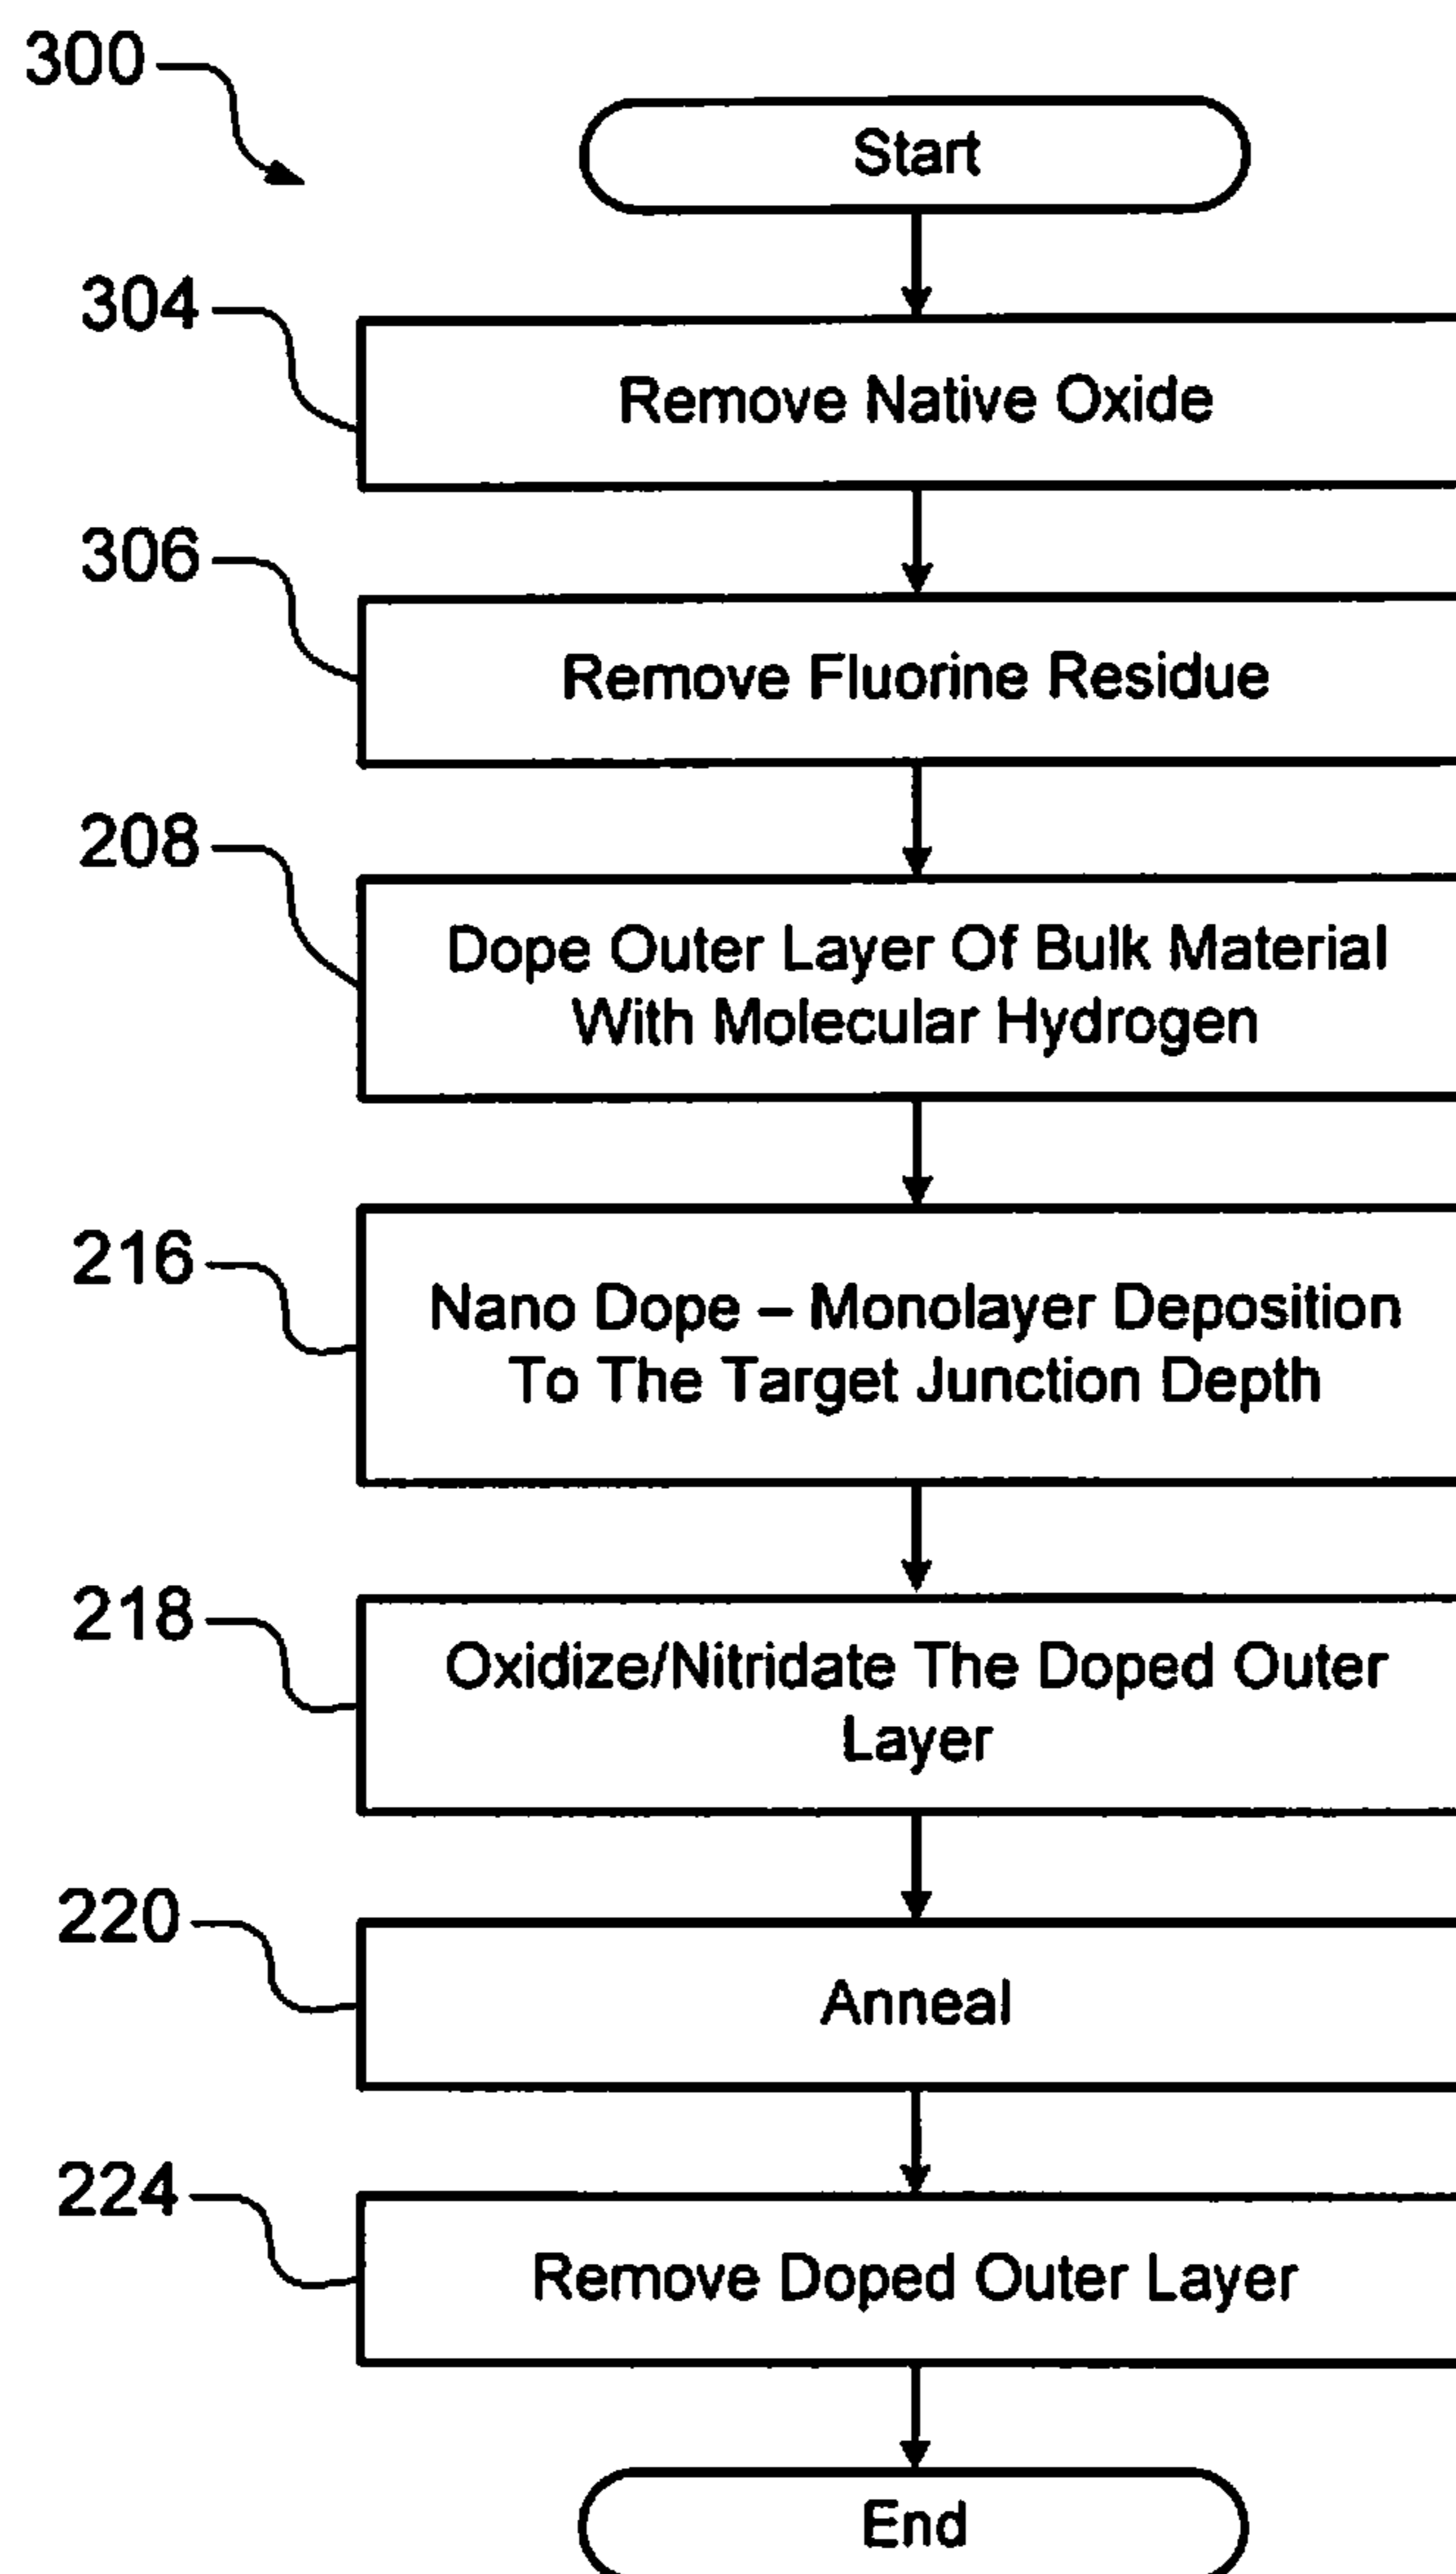 300
Start
304
Remove Native Oxide
306
Remove Fluorine Residue
208
Dope Outer Layer Of Bulk Material
With Molecular Hydrogen
216
Nano Dope – Monolayer Deposition
To The Target Junction Depth
218
Oxidize/Nitridate The Doped Outer
Layer
220
Anneal
224
Remove Doped Outer Layer
End